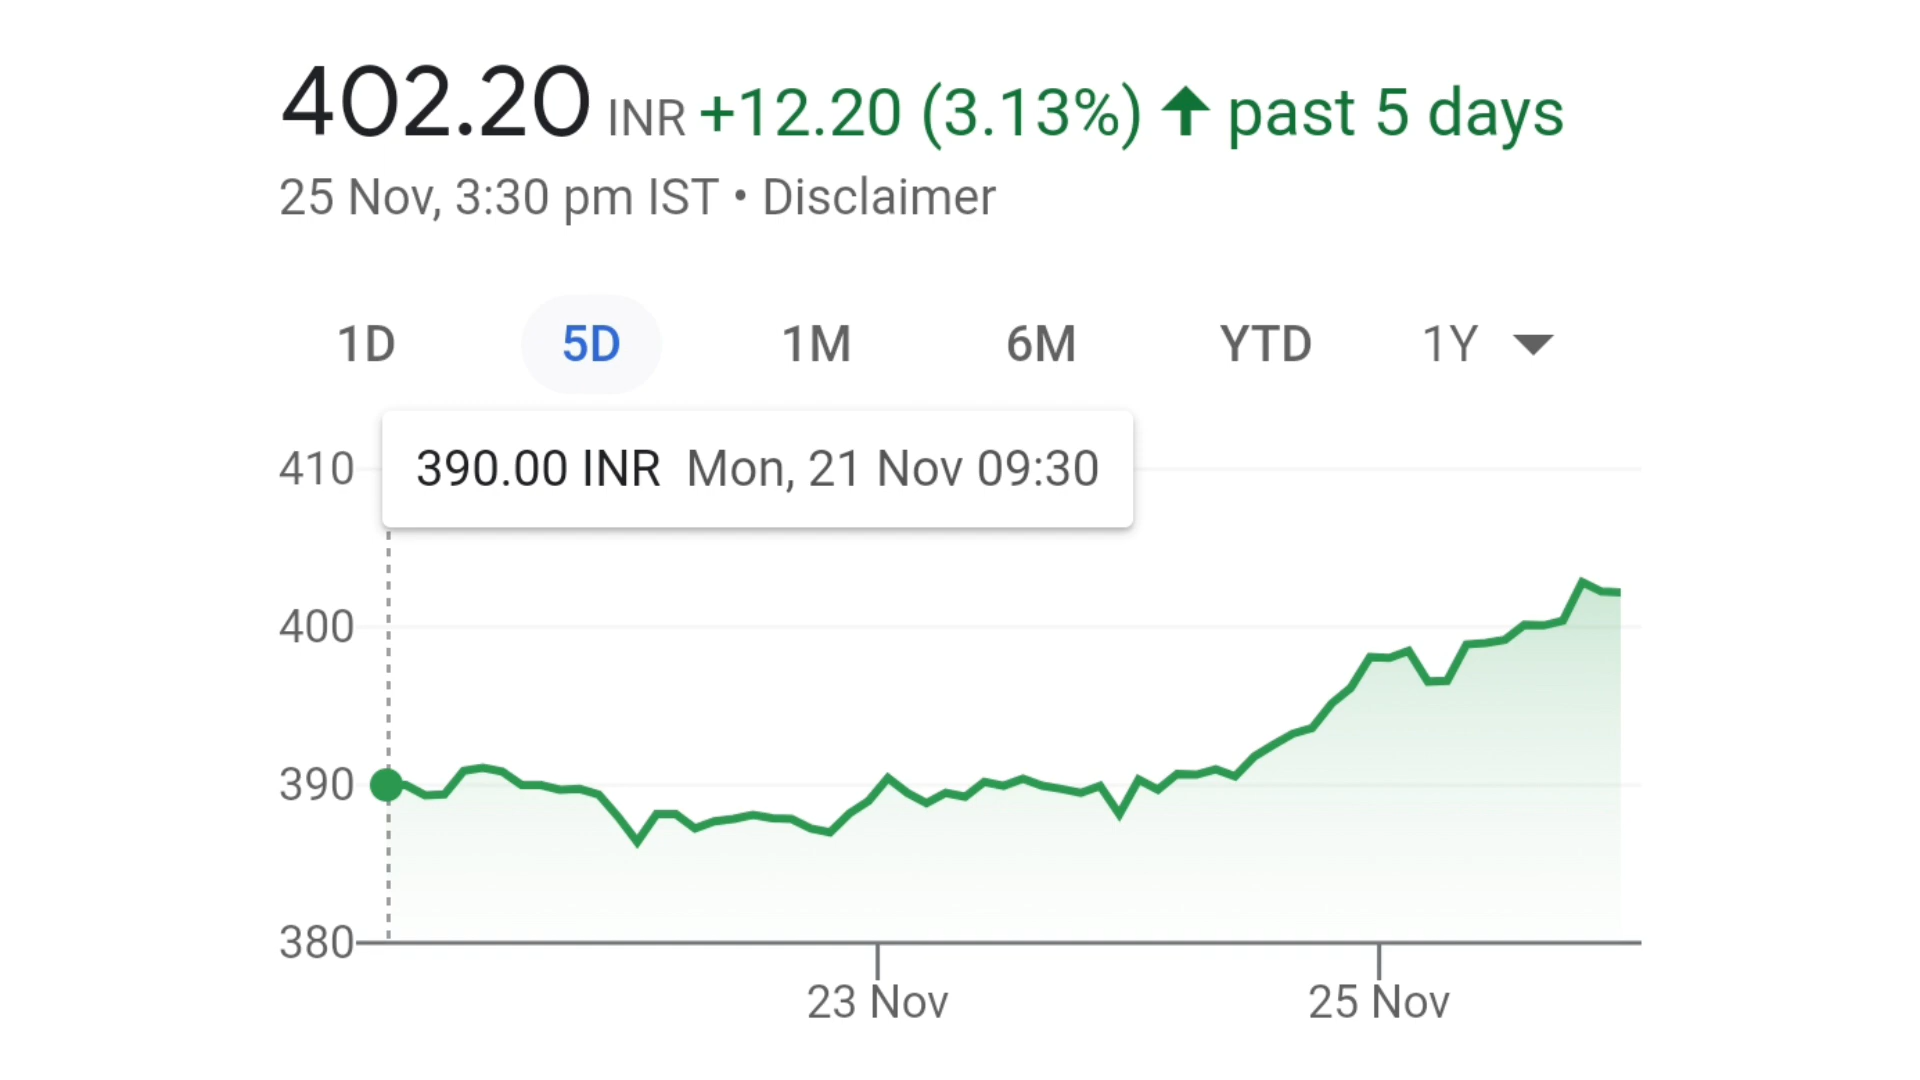 402.20 INR +12.20 (3.13%) ↑ past 5 days
25 Nov, 3:30 pm IST • Disclaimer
1D 5D 1M 6M YTD 1Y
390.00 INR Mon, 21 Nov 09:30
410
400
390
380
23 Nov 25 Nov